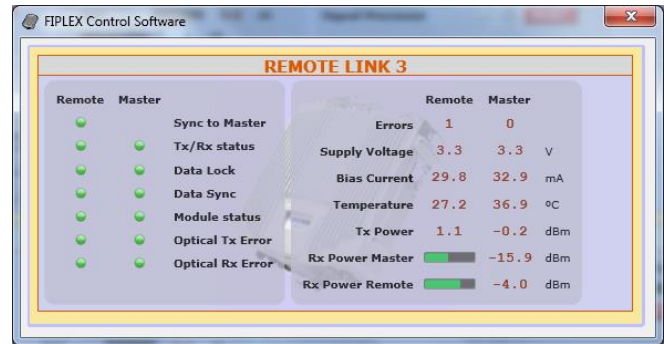 FIPLEX Control Software
REMOTE LINK 3
Remote Master
Sync to Master
Tx/Rx status
Data Lock
Data Sync
Module status
Optical Tx Error
Optical Rx Error
Remote Master
Errors 1 0
Supply Voltage 3.3 3.3 V
Bias Current 29.8 32.9 mA
Temperature 27.2 36.9 ºC
Tx Power 1.1 -0.2 dBm
Rx Power Master -15.9 dBm
Rx Power Remote -4.0 dBm